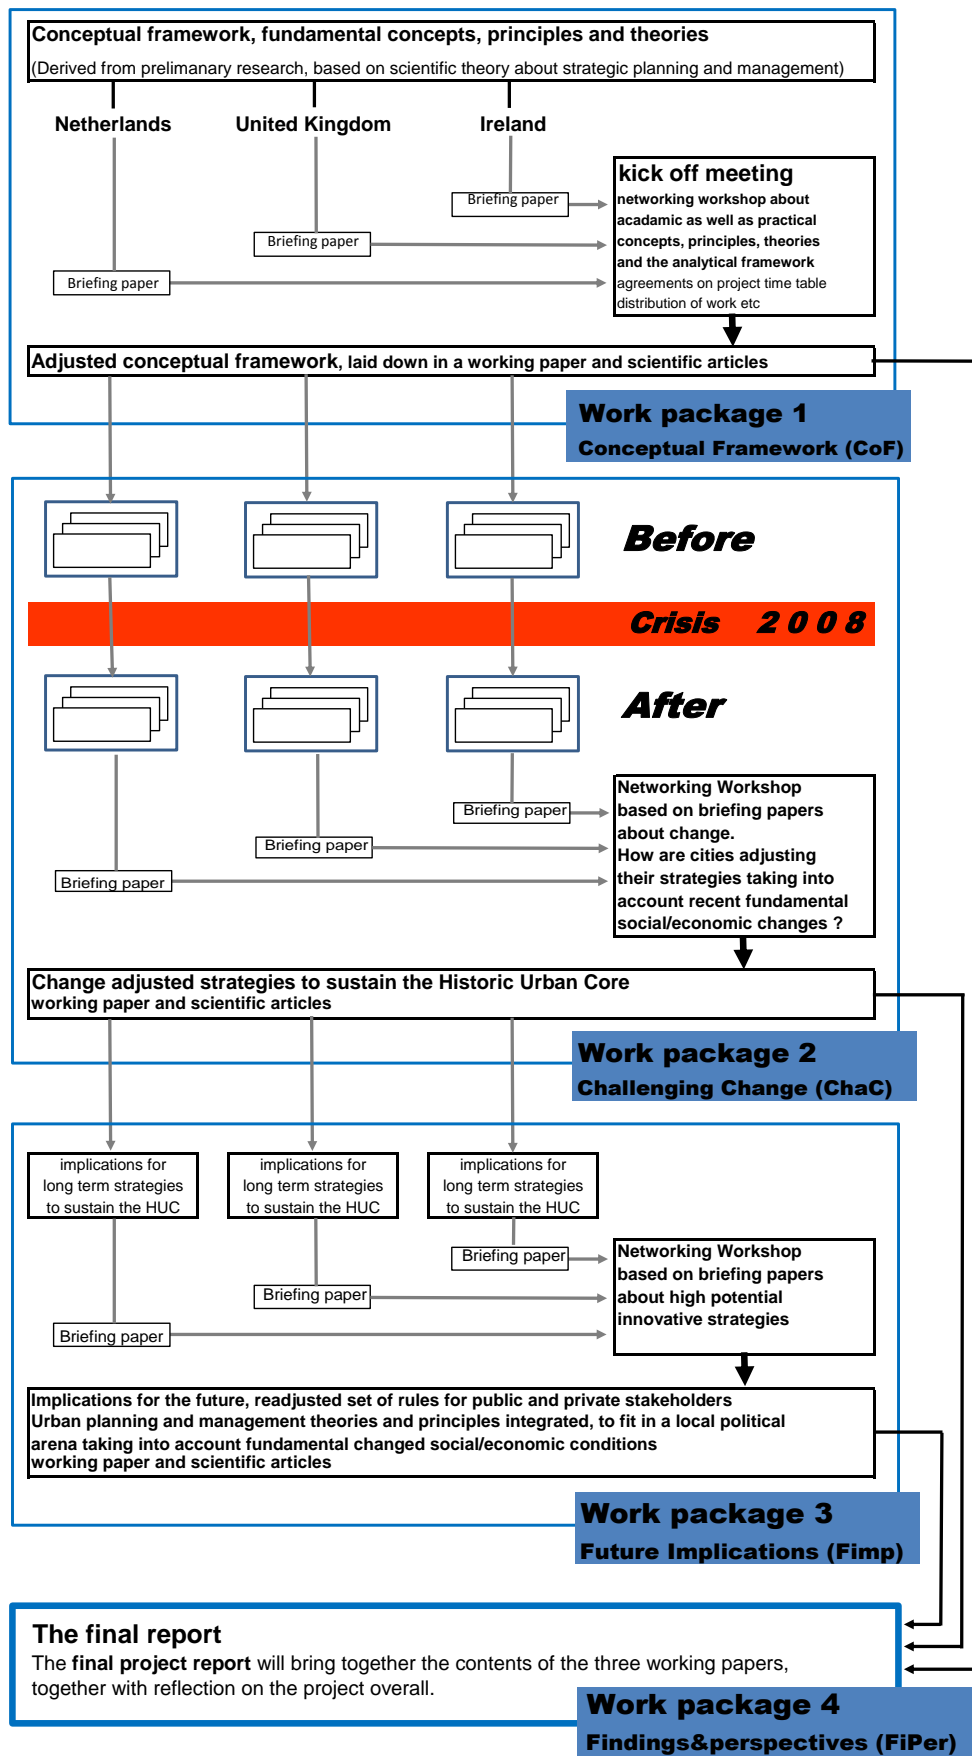 Conceptual framework, fundamental concepts, principles and theories
(Derived from prelimanary research, based on scientific theory about strategic planning and management)
Netherlands
United Kingdom
Ireland
kick off meeting
networking workshop about
acadamic as well as practical
concepts, principles, theories
and the analytical framework
agreements on project time table
distribution of work etc
Briefing paper
Briefing paper
Briefing paper
Adjusted conceptual framework, laid down in a working paper and scientific articles
Work package 1
Conceptual Framework (CoF)
Before
Crisis 2 0 0 8
After
Networking Workshop
based on briefing papers
about change.
How are cities adjusting
their strategies taking into
account recent fundamental
social/economic changes ?
Briefing paper
Briefing paper
Briefing paper
Change adjusted strategies to sustain the Historic Urban Core
working paper and scientific articles
Work package 2
Challenging Change (ChaC)
implications for
long term strategies
to sustain the HUC
implications for
long term strategies
to sustain the HUC
implications for
long term strategies
to sustain the HUC
Networking Workshop
based on briefing papers
about high potential
innovative strategies
Briefing paper
Briefing paper
Briefing paper
Implications for the future, readjusted set of rules for public and private stakeholders
Urban planning and management theories and principles integrated, to fit in a local political
arena taking into account fundamental changed social/economic conditions
working paper and scientific articles
Work package 3
Future Implications (Fimp)
The final report
The final project report will bring together the contents of the three working papers,
together with reflection on the project overall.
Work package 4
Findings&perspectives (FiPer)